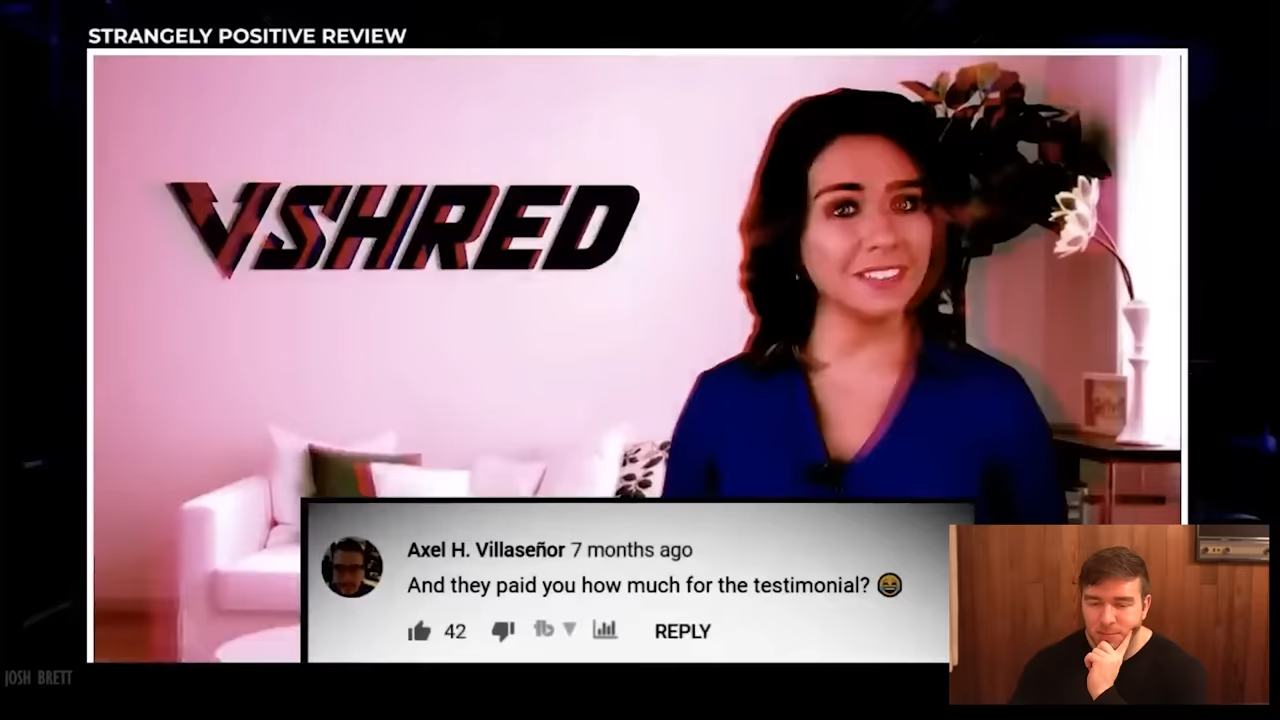 STRANGELY POSITIVE REVIEW
VSHRED
Axel H. Villaseñor 7 months ago
And they paid you how much for the testimonial? 😄
42
REPLY
JOSH BRETT